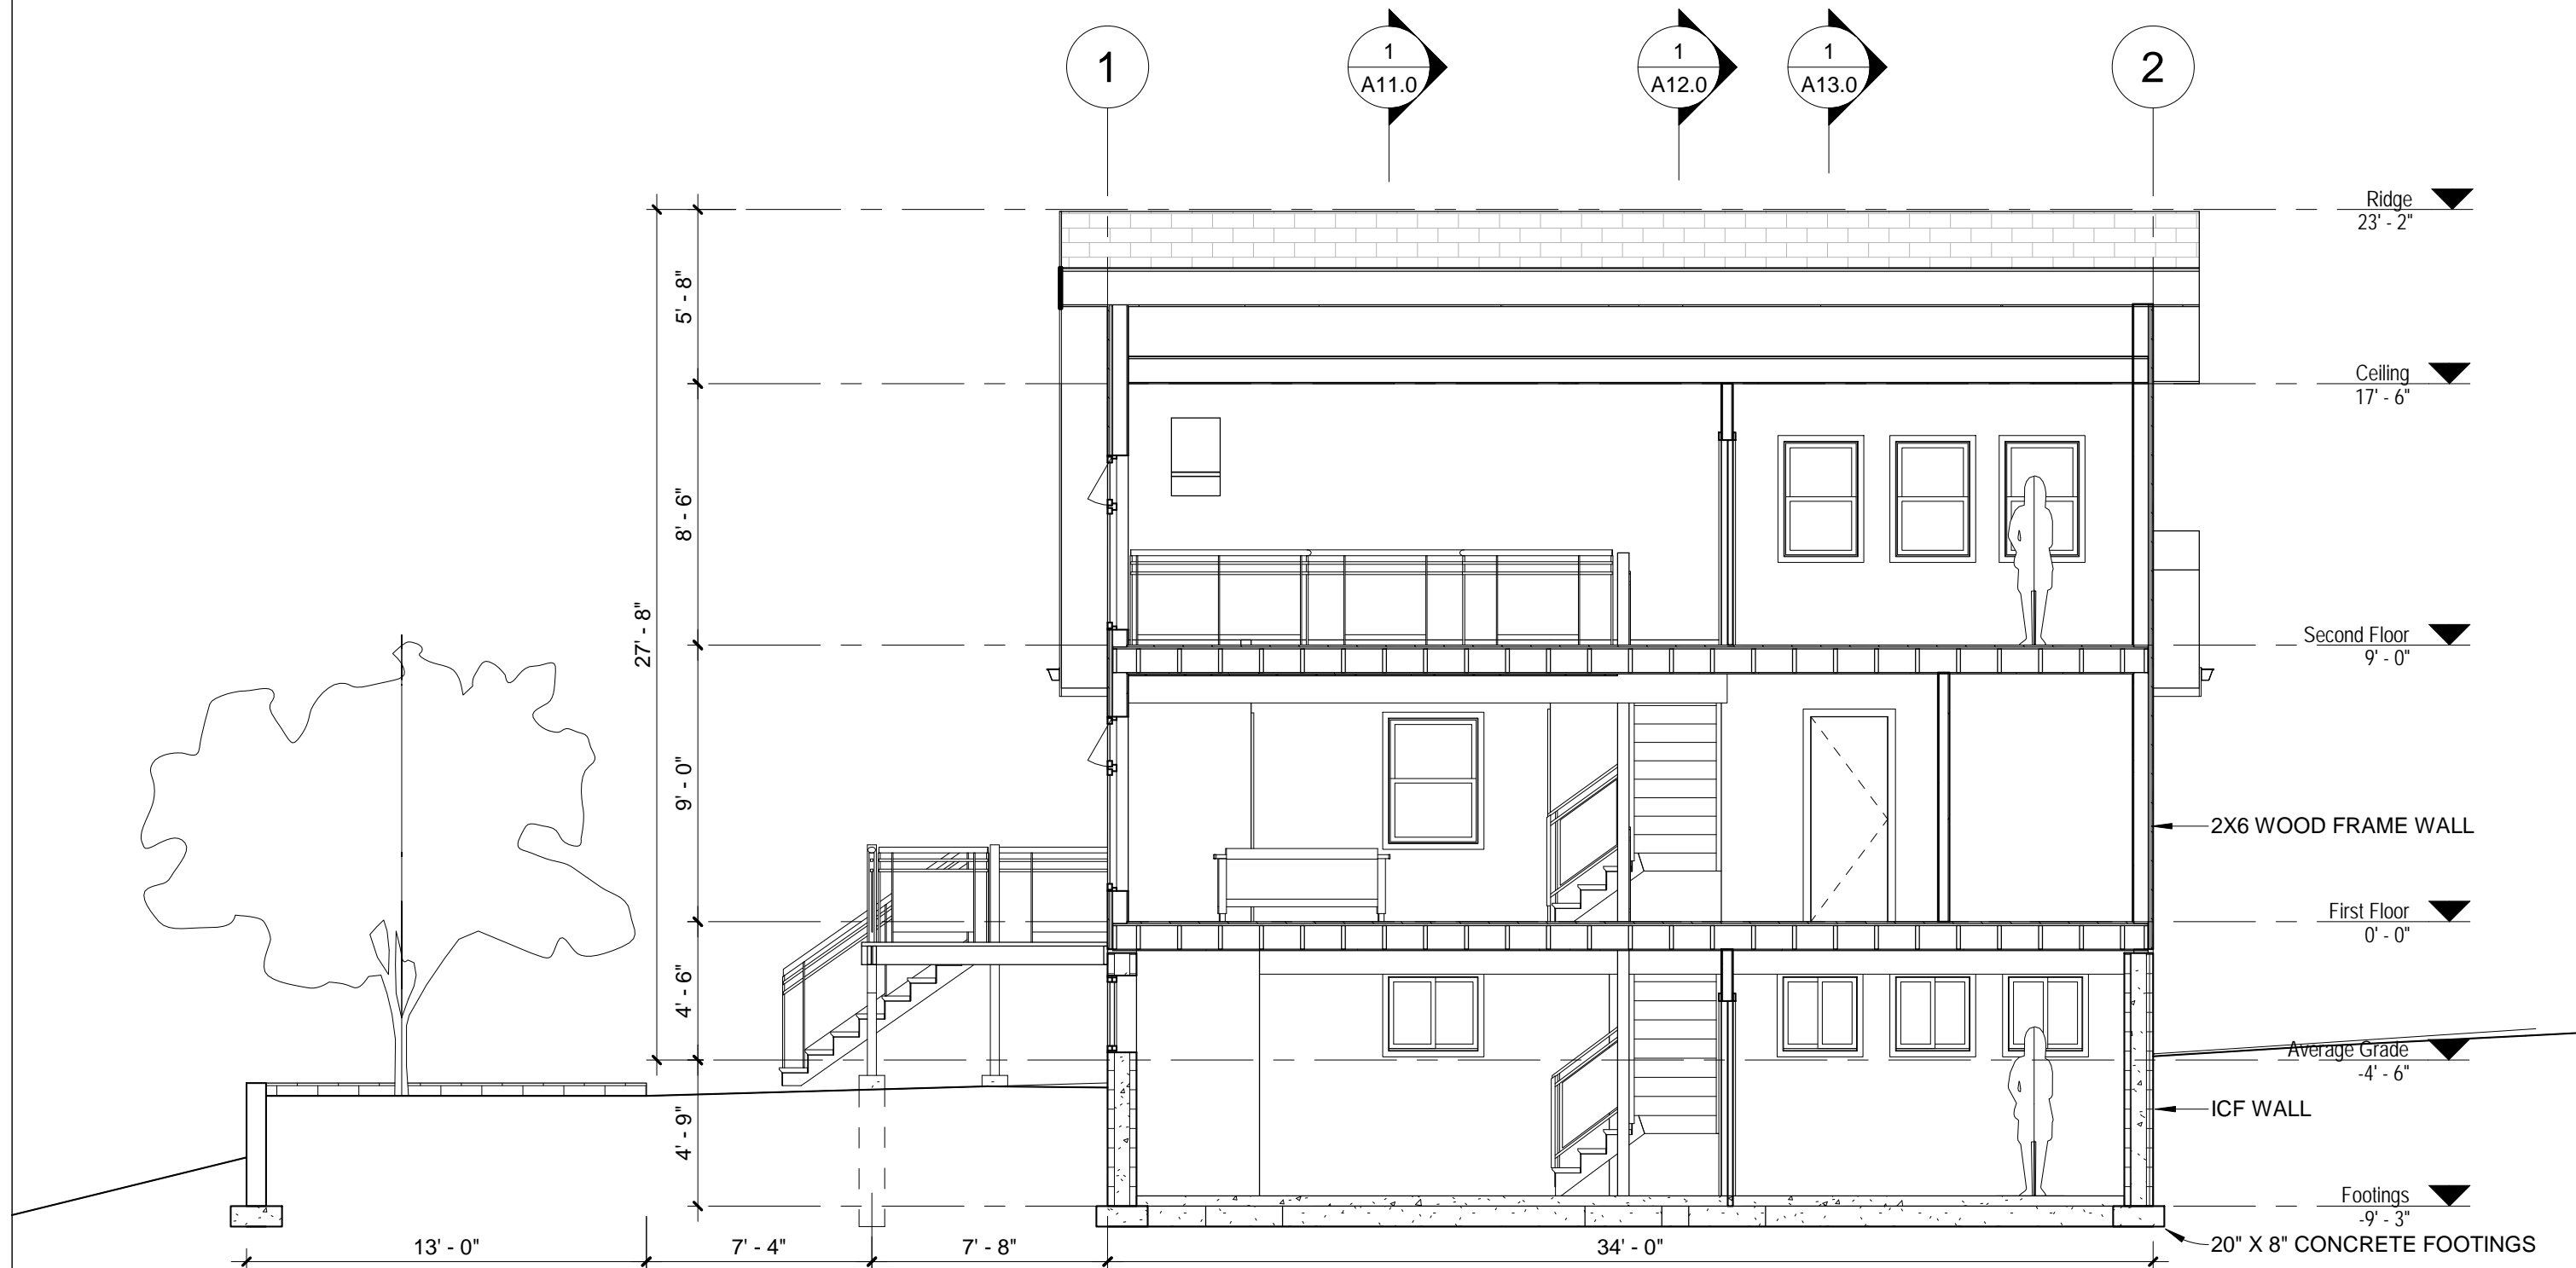 1
1
A11.0
1
A12.0
1
A13.0
2
Ridge
23' - 2"
5' - 8"
Ceiling
17' - 6"
8' - 6"
27' - 8"
Second Floor
9' - 0"
9' - 0"
2X6 WOOD FRAME WALL
First Floor
0' - 0"
4' - 6"
Average Grade
-4' - 6"
ICF WALL
4' - 9"
Footings
-9' - 3"
13' - 0"
7' - 4"
7' - 8"
34' - 0"
20" X 8" CONCRETE FOOTINGS